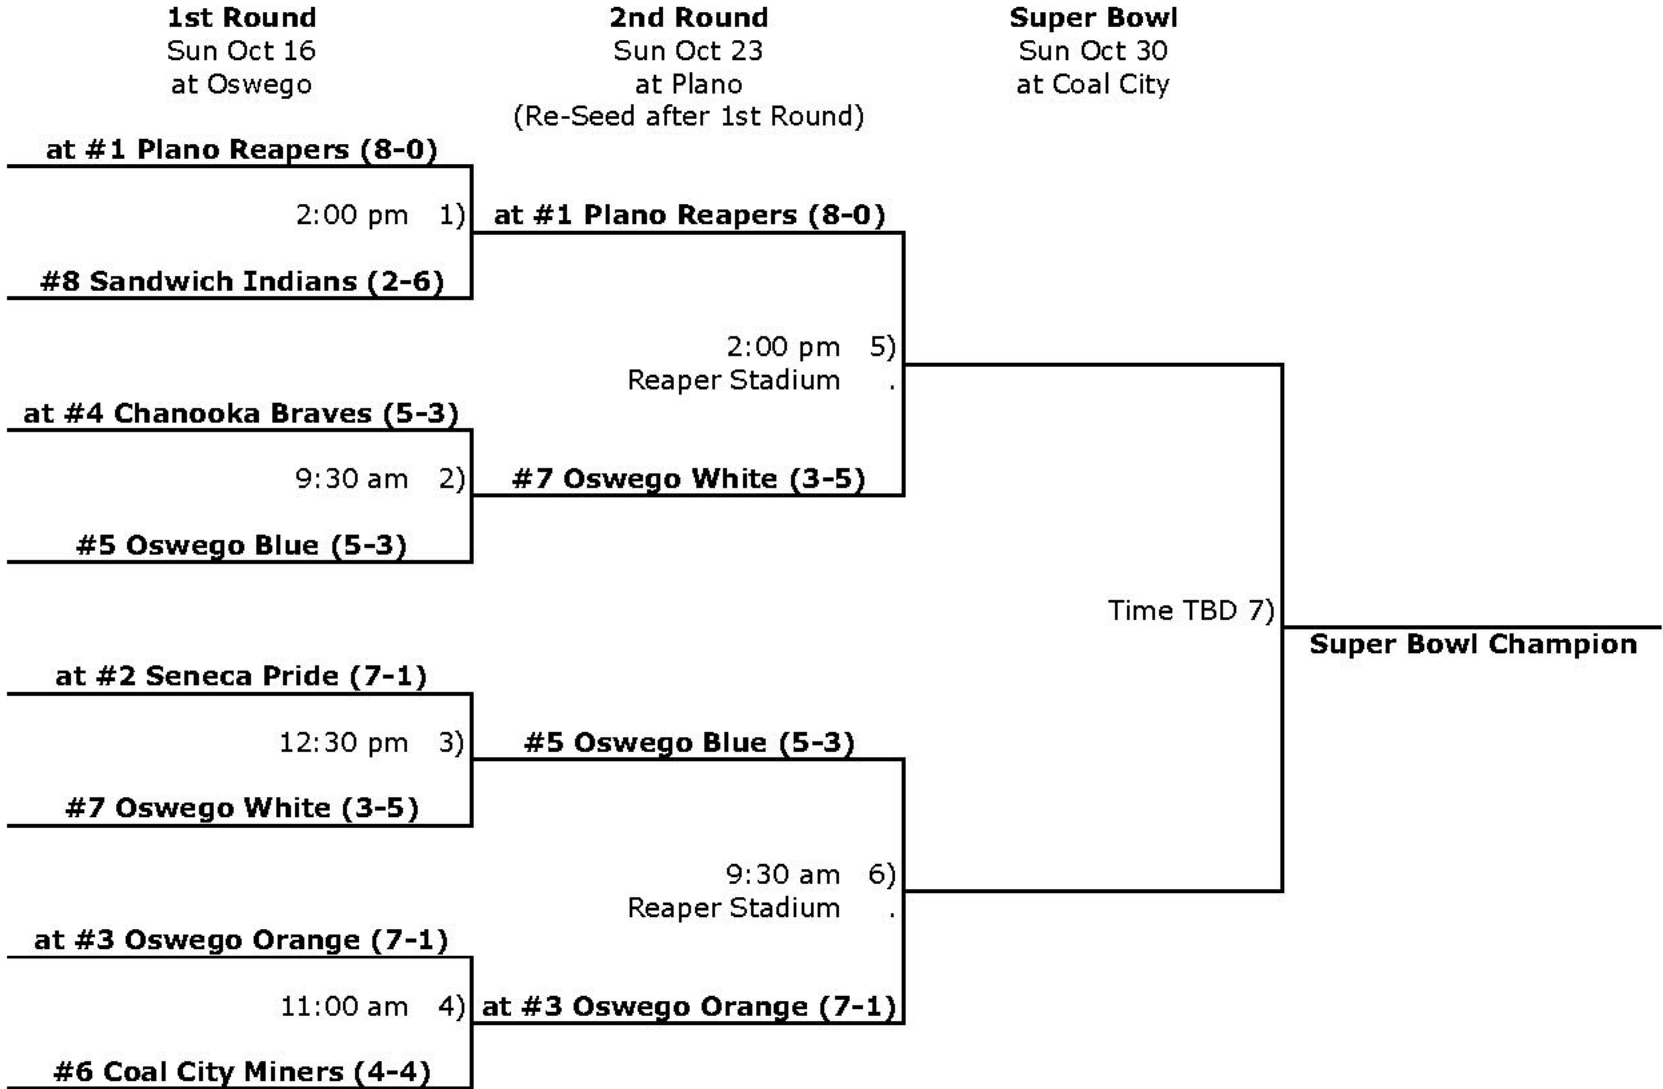 1st Round
Sun Oct 16
at Oswego
2nd Round
Sun Oct 23
at Plano
(Re-Seed after 1st Round)
Super Bowl
Sun Oct 30
at Coal City
at #1 Plano Reapers (8-0)
2:00 pm 1)
#8 Sandwich Indians (2-6)
at #4 Chanooka Braves (5-3)
9:30 am 2)
#5 Oswego Blue (5-3)
at #2 Seneca Pride (7-1)
12:30 pm 3)
#7 Oswego White (3-5)
at #3 Oswego Orange (7-1)
11:00 am 4)
#6 Coal City Miners (4-4)
at #1 Plano Reapers (8-0)
2:00 pm 5)
Reaper Stadium .
#7 Oswego White (3-5)
#5 Oswego Blue (5-3)
9:30 am 6)
Reaper Stadium .
at #3 Oswego Orange (7-1)
Time TBD 7)
Super Bowl Champion